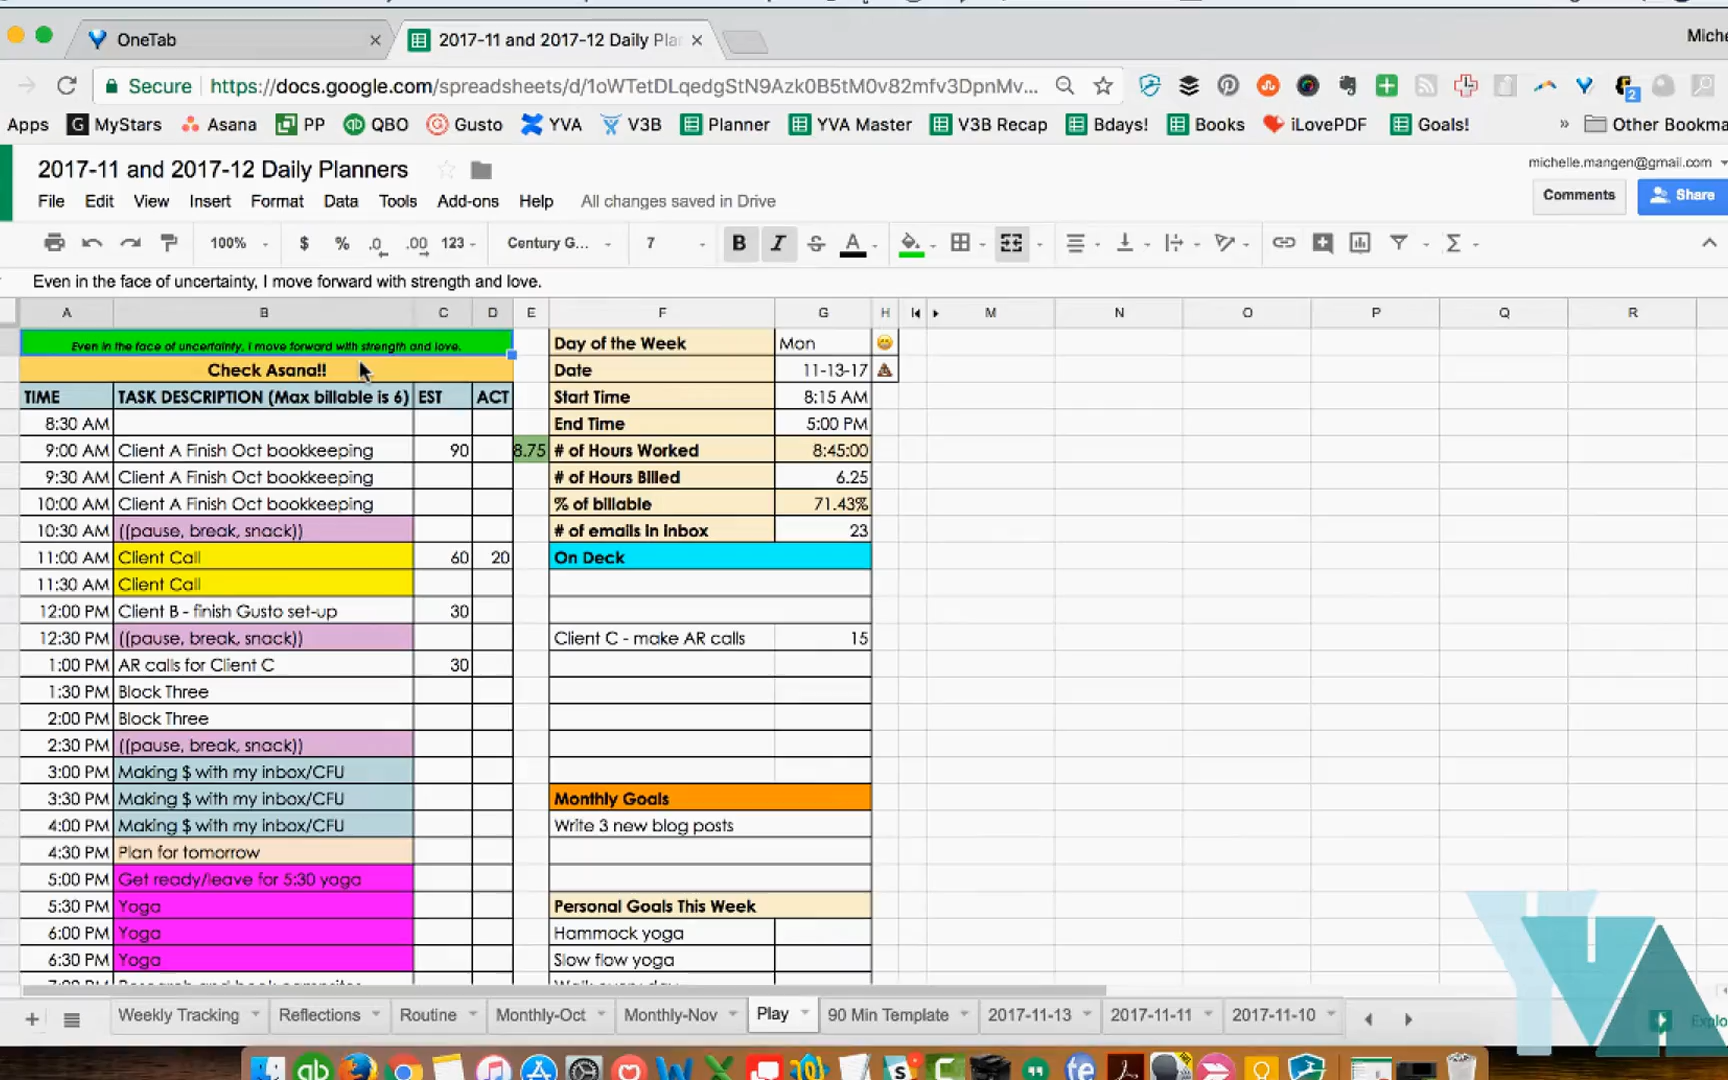 OneTab
2017-11 and 2017-12 Daily Pla
Miche
Secure https://docs.google.com/spreadsheets/d/1oWTetDLqedgStN9Azk0B5tM0v82mfv3DpnMv...
2
Apps MyStars Asana PP QBO Gusto YVA V3B Planner YVA Master V3B Recap Bdays! Books iLovePDF Goals! » Other Bookma
2017-11 and 2017-12 Daily Planners
michelle.mangen@gmail.com
File Edit View Insert Format Data Tools Add-ons Help All changes saved in Drive
Comments Share
100% $ % .0 .00 123 Century G... 7 B I S A
Even in the face of uncertainty, I move forward with strength and love.
A B C D E F G H M N O P Q R
Even in the face of uncertainty, I move forward with strength and love. Day of the Week Mon
Check Asana!! Date 11-13-17
TIME TASK DESCRIPTION (Max billable is 6) EST ACT Start Time 8:15 AM
8:30 AM End Time 5:00 PM
9:00 AM Client A Finish Oct bookkeeping 90 8.75 # of Hours Worked 8:45:00
9:30 AM Client A Finish Oct bookkeeping # of Hours Billed 6.25
10:00 AM Client A Finish Oct bookkeeping % of billable 71.43%
10:30 AM ((pause, break, snack)) # of emails in inbox 23
11:00 AM Client Call 60 20 On Deck
11:30 AM Client Call
12:00 PM Client B - finish Gusto set-up 30
12:30 PM ((pause, break, snack)) Client C - make AR calls 15
1:00 PM AR calls for Client C 30
1:30 PM Block Three
2:00 PM Block Three
2:30 PM ((pause, break, snack))
3:00 PM Making $ with my inbox/CFU
3:30 PM Making $ with my inbox/CFU Monthly Goals
4:00 PM Making $ with my inbox/CFU Write 3 new blog posts
4:30 PM Plan for tomorrow
5:00 PM Get ready/leave for 5:30 yoga
5:30 PM Yoga Personal Goals This Week
6:00 PM Yoga Hammock yoga
6:30 PM Yoga Slow flow yoga
Weekly Tracking Reflections Routine Monthly-Oct Monthly-Nov Play 90 Min Template 2017-11-13 2017-11-11 2017-11-10 Explo
YVA